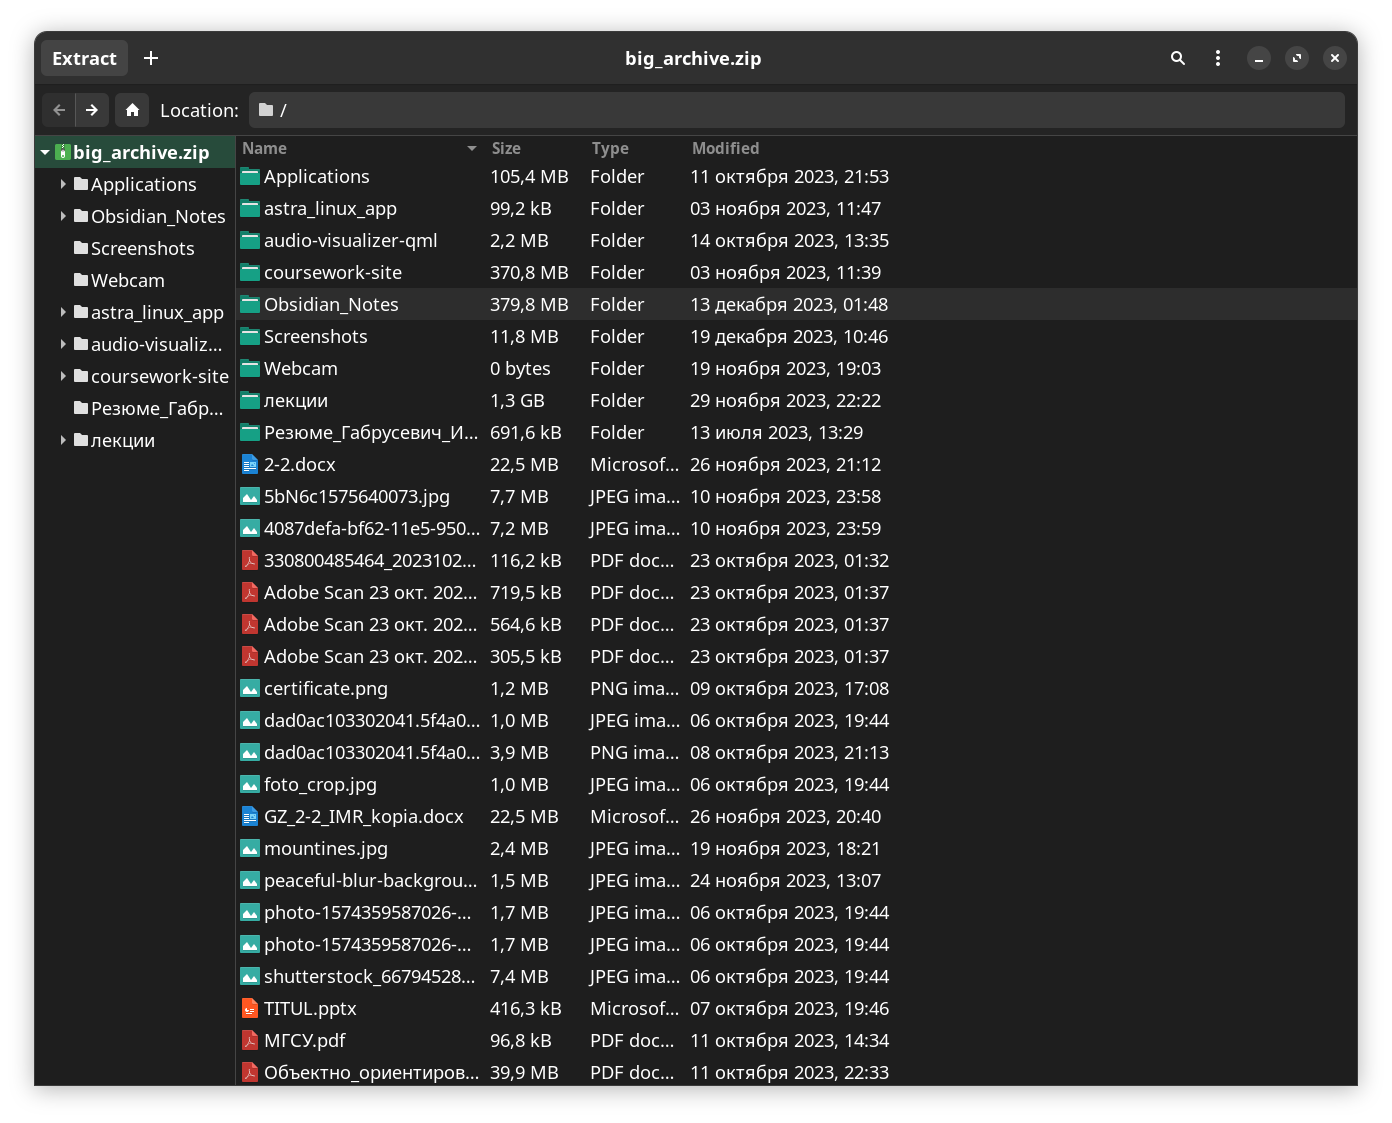 Extract + big_archive.zip
Location: /
big_archive.zip
Applications
Obsidian_Notes
Screenshots
Webcam
astra_linux_app
audio-visualiz...
coursework-site
Резюме_Габр...
лекции
Name Size Type Modified
Applications 105,4 MB Folder 11 октября 2023, 21:53
astra_linux_app 99,2 kB Folder 03 ноября 2023, 11:47
audio-visualizer-qml 2,2 MB Folder 14 октября 2023, 13:35
coursework-site 370,8 MB Folder 03 ноября 2023, 11:39
Obsidian_Notes 379,8 MB Folder 13 декабря 2023, 01:48
Screenshots 11,8 MB Folder 19 декабря 2023, 10:46
Webcam 0 bytes Folder 19 ноября 2023, 19:03
лекции 1,3 GB Folder 29 ноября 2023, 22:22
Резюме_Габрусевич_И... 691,6 kB Folder 13 июля 2023, 13:29
2-2.docx 22,5 MB Microsof... 26 ноября 2023, 21:12
5bN6c1575640073.jpg 7,7 MB JPEG ima... 10 ноября 2023, 23:58
4087defa-bf62-11e5-950... 7,2 MB JPEG ima... 10 ноября 2023, 23:59
330800485464_2023102... 116,2 kB PDF doc... 23 октября 2023, 01:32
Adobe Scan 23 окт. 202... 719,5 kB PDF doc... 23 октября 2023, 01:37
Adobe Scan 23 окт. 202... 564,6 kB PDF doc... 23 октября 2023, 01:37
Adobe Scan 23 окт. 202... 305,5 kB PDF doc... 23 октября 2023, 01:37
certificate.png 1,2 MB PNG ima... 09 октября 2023, 17:08
dad0ac103302041.5f4a0... 1,0 MB JPEG ima... 06 октября 2023, 19:44
dad0ac103302041.5f4a0... 3,9 MB PNG ima... 08 октября 2023, 21:13
foto_crop.jpg 1,0 MB JPEG ima... 06 октября 2023, 19:44
GZ_2-2_IMR_kopia.docx 22,5 MB Microsof... 26 ноября 2023, 20:40
mountines.jpg 2,4 MB JPEG ima... 19 ноября 2023, 18:21
peaceful-blur-backgrou... 1,5 MB JPEG ima... 24 ноября 2023, 13:07
photo-1574359587026-... 1,7 MB JPEG ima... 06 октября 2023, 19:44
photo-1574359587026-... 1,7 MB JPEG ima... 06 октября 2023, 19:44
shutterstock_66794528... 7,4 MB JPEG ima... 06 октября 2023, 19:44
TITUL.pptx 416,3 kB Microsof... 07 октября 2023, 19:46
МГСУ.pdf 96,8 kB PDF doc... 11 октября 2023, 14:34
Объектно_ориентиров... 39,9 MB PDF doc... 11 октября 2023, 22:33